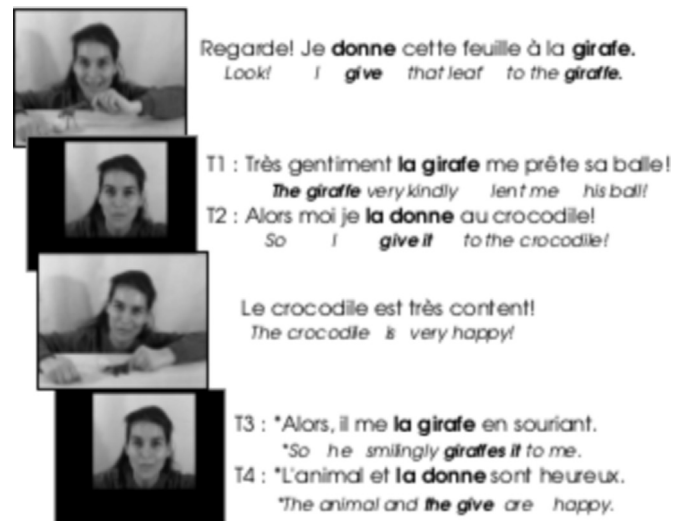 Regarde! Je donne cette feuille à la girafe.
Look! I give that leaf to the giraffe.
T1 : Très gentiment la girafe me prête sa balle!
The giraffe very kindly lent me his ball!
T2 : Alors moi je la donne au crocodile!
So I give it to the crocodile!
Le crocodile est très content!
The crocodile is very happy!
T3 : *Alors, il me la girafe en souriant.
*So he smilingly giraffes it to me.
T4 : *L'animal et la donne sont heureux.
*The animal and the give are happy.